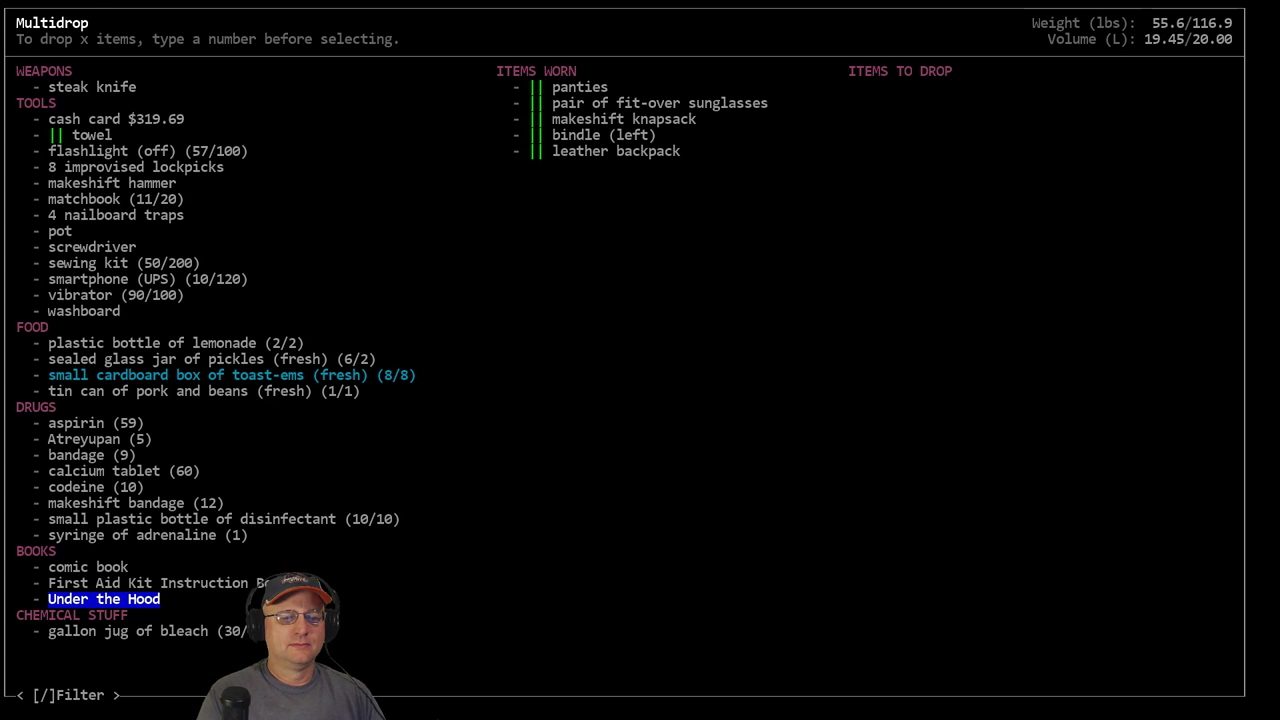 Multidrop
To drop x items, type a number before selecting.
Weight (lbs): 55.6/116.9
Volume (L): 19.45/20.00
WEAPONS
- steak knife
TOOLS
- cash card $319.69
- || towel
- flashlight (off) (57/100)
- 8 improvised lockpicks
- makeshift hammer
- matchbook (11/20)
- 4 nailboard traps
- pot
- screwdriver
- sewing kit (50/200)
- smartphone (UPS) (10/120)
- vibrator (90/100)
- washboard
FOOD
- plastic bottle of lemonade (2/2)
- sealed glass jar of pickles (fresh) (6/2)
- small cardboard box of toast-ems (fresh) (8/8)
- tin can of pork and beans (fresh) (1/1)
DRUGS
- aspirin (59)
- Atreyupan (5)
- bandage (9)
- calcium tablet (60)
- codeine (10)
- makeshift bandage (12)
- small plastic bottle of disinfectant (10/10)
- syringe of adrenaline (1)
BOOKS
- comic book
- First Aid Kit Instruction
- Under the Hood
CHEMICAL STUFF
- gallon jug of bleach (30/
ITEMS WORN
- || panties
- || pair of fit-over sunglasses
- || makeshift knapsack
- || bindle (left)
- || leather backpack
ITEMS TO DROP
< [/]Filter >